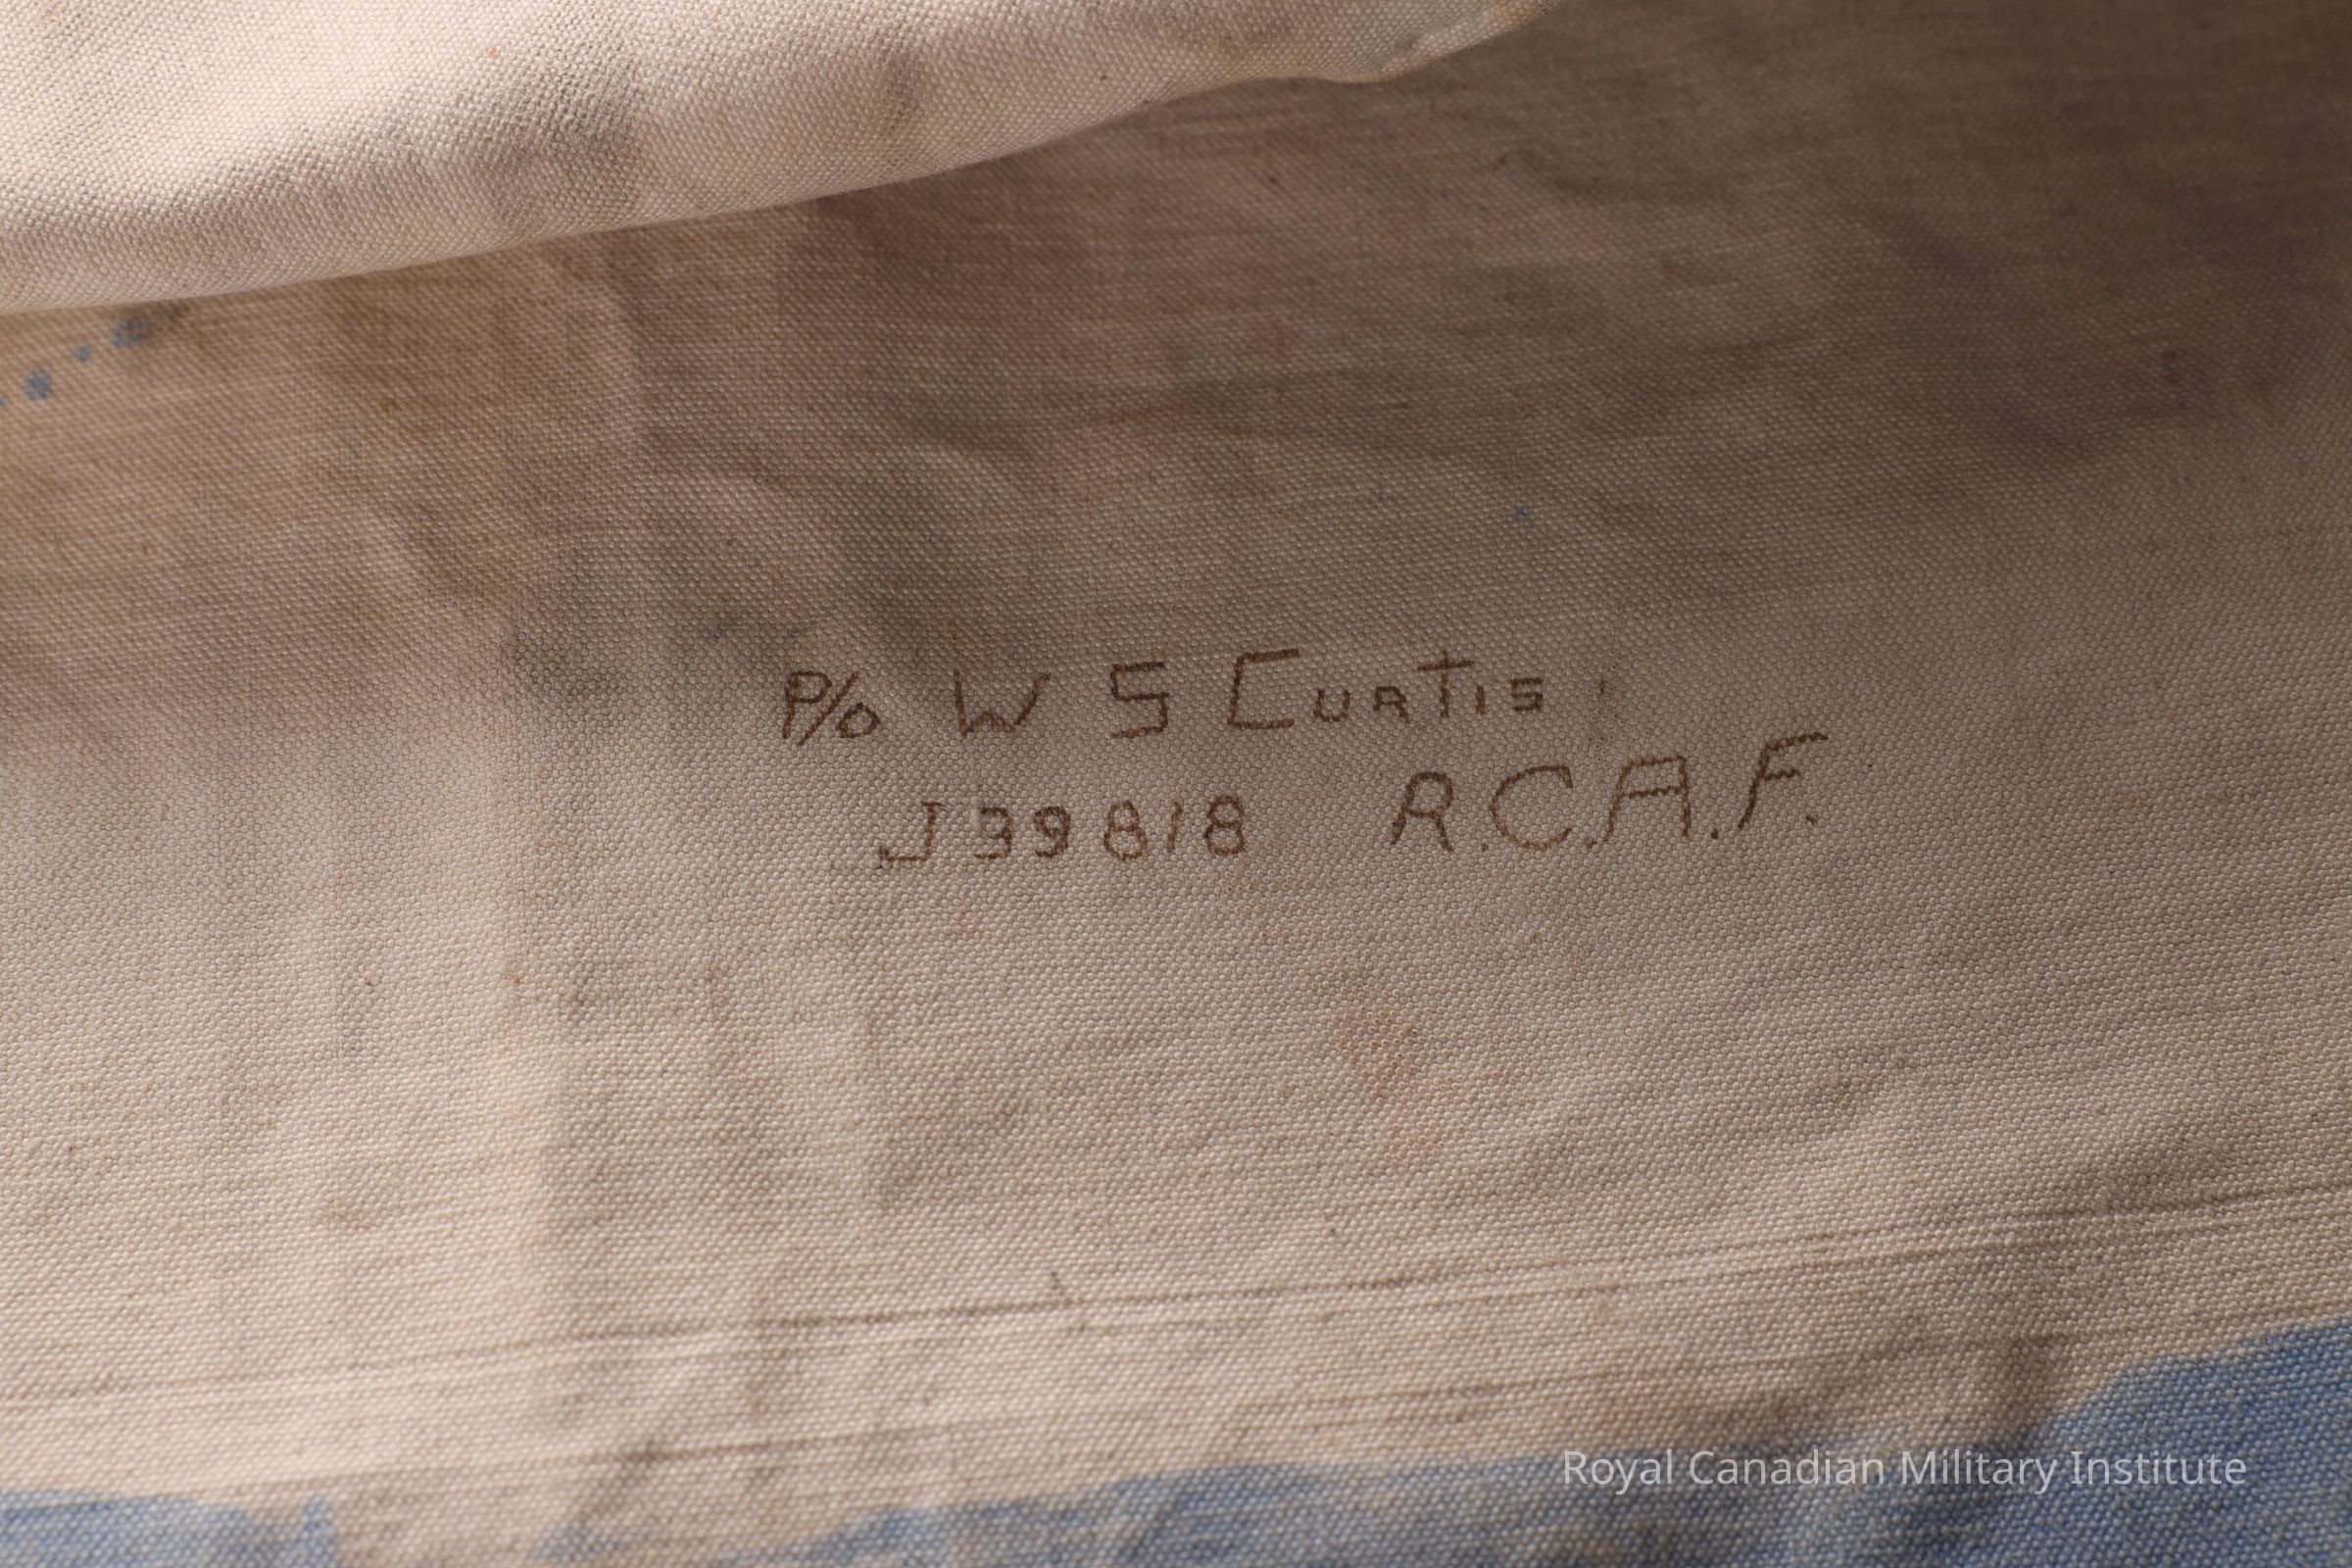 P/O W S CURTIS
J39818 R.C.A.F.
Royal Canadian Military Institute